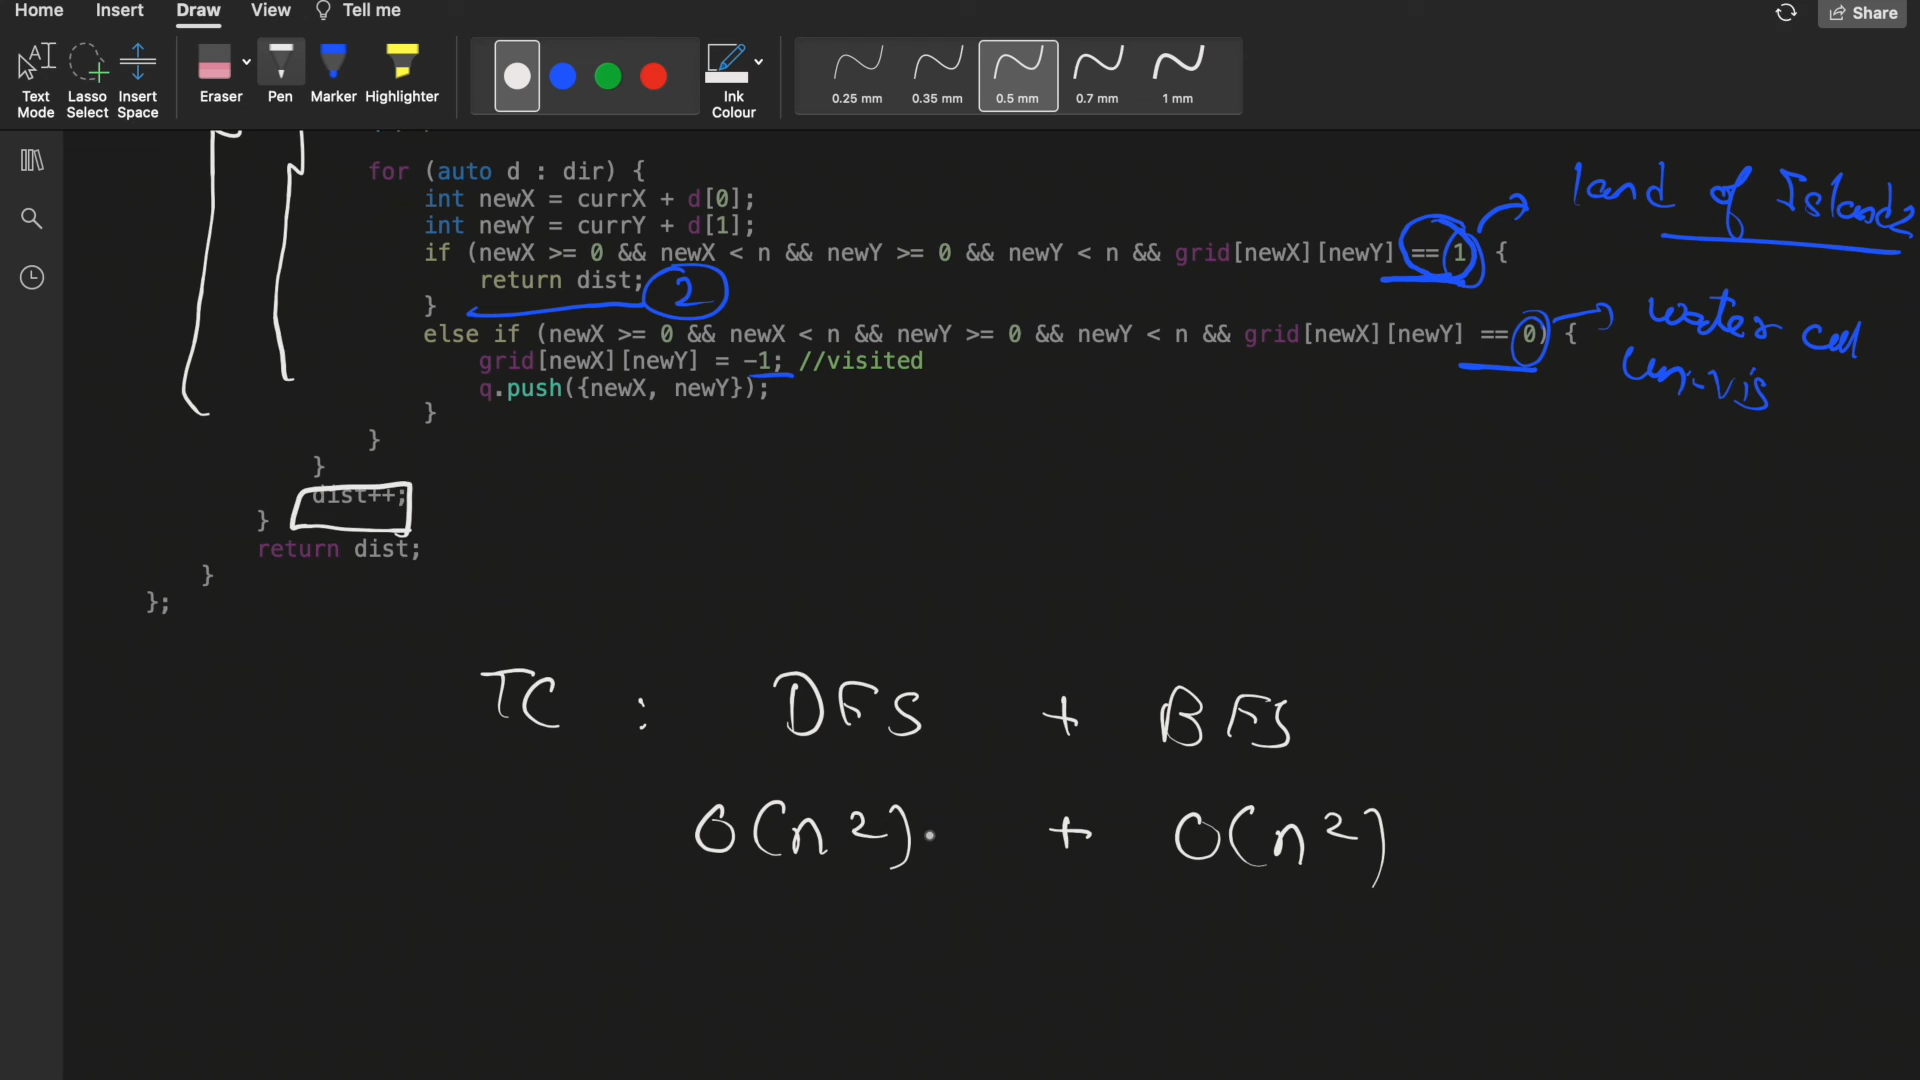 Home Insert Draw View Tell me Share
Text Mode Lasso Select Insert Space Eraser Pen Marker Highlighter Ink Colour 0.25 mm 0.35 mm 0.5 mm 0.7 mm 1 mm
for (auto d : dir) {
int newX = currX + d[0];
int newY = currY + d[1];
if (newX >= 0 && newX < n && newY >= 0 && newY < n && grid[newX][newY] == 1 {
land of Island2
return dist;
2
}
else if (newX >= 0 && newX < n && newY >= 0 && newY < n && grid[newX][newY] == 0) {
water cell
un-vis
grid[newX][newY] = -1; //visited
q.push({newX, newY});
}
}
}
dist++;
}
return dist;
}
};
TC : DFS + BFS
O(n2) + O(n2)